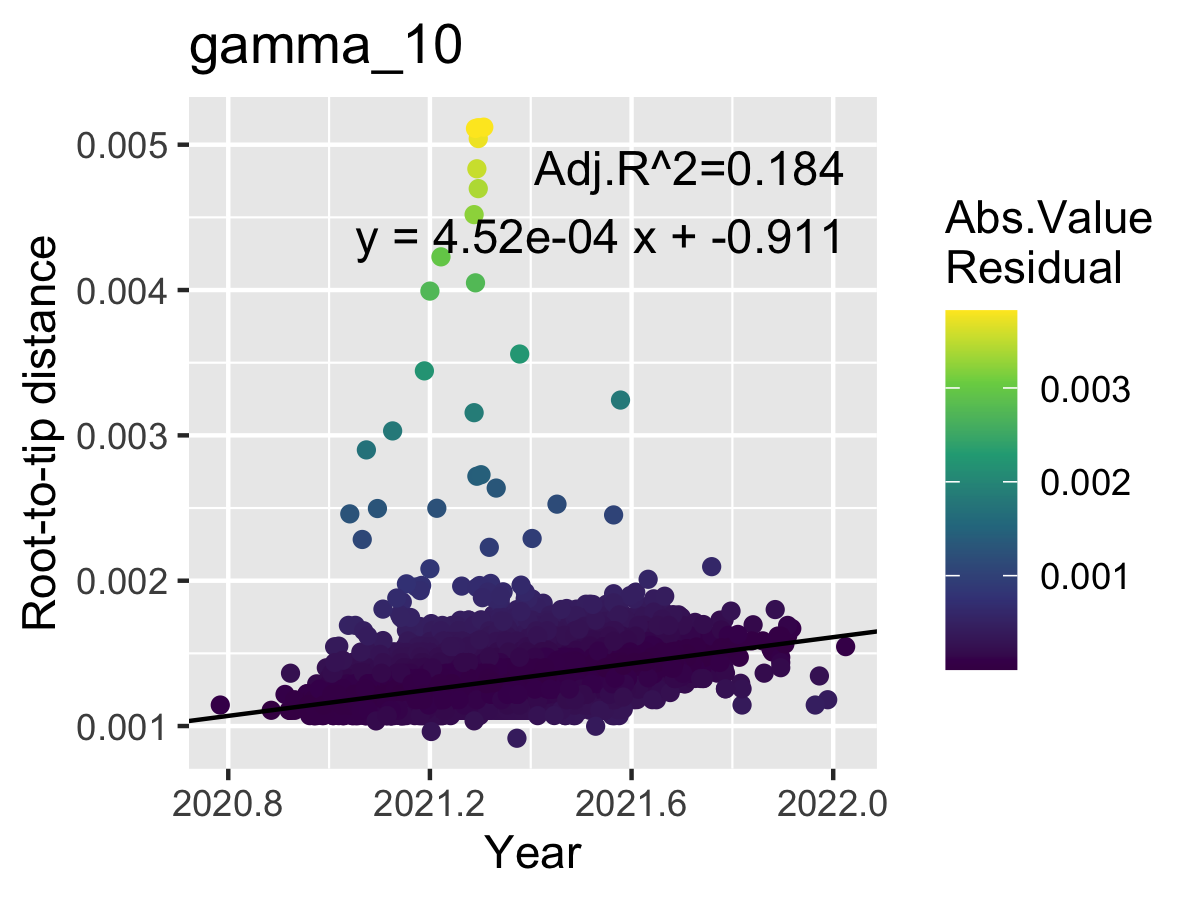 gamma_10
Adj.R^2=0.184
y = 4.52e-04 x + -0.911
0.005
0.004
0.003
0.002
0.001
Root-to-tip distance
2020.8 2021.2 2021.6 2022.0
Year
Abs.Value
Residual
0.003
0.002
0.001